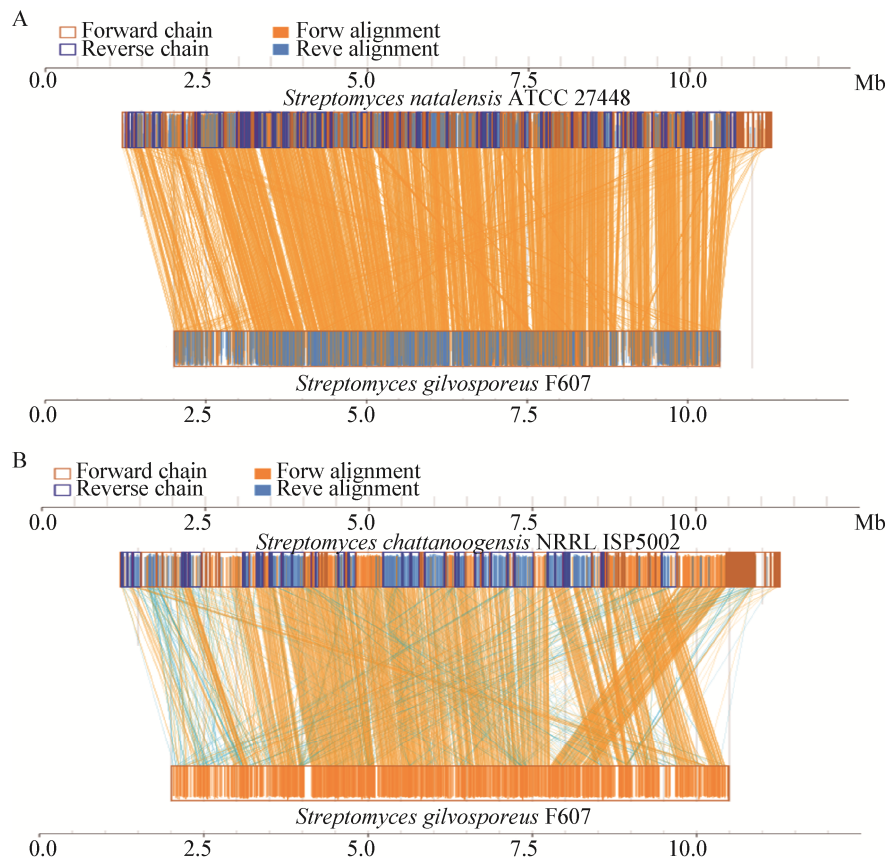 A
Forward chain Forw alignment
Reverse chain Reve alignment
0.0 2.5 5.0 7.5 10.0 Mb
Streptomyces natalensis ATCC 27448
Streptomyces gilvosporeus F607
0.0 2.5 5.0 7.5 10.0
B
Forward chain Forw alignment
Reverse chain Reve alignment
0.0 2.5 5.0 7.5 10.0 Mb
Streptomyces chattanoogensis NRRL ISP5002
Streptomyces gilvosporeus F607
0.0 2.5 5.0 7.5 10.0